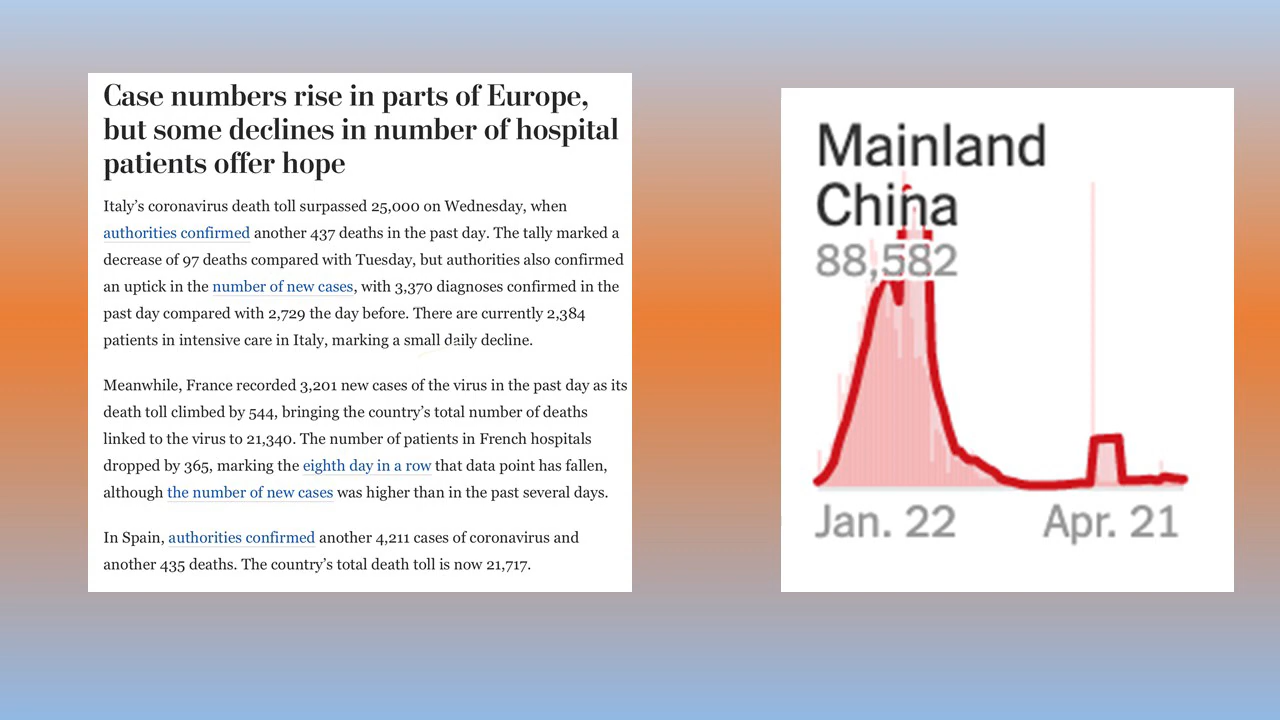 Case numbers rise in parts of Europe,
but some declines in number of hospital
patients offer hope
Italy's coronavirus death toll surpassed 25,000 on Wednesday, when
authorities confirmed another 437 deaths in the past day. The tally marked a
decrease of 97 deaths compared with Tuesday, but authorities also confirmed
an uptick in the number of new cases, with 3,370 diagnoses confirmed in the
past day compared with 2,729 the day before. There are currently 2,384
patients in intensive care in Italy, marking a small daily decline.
Meanwhile, France recorded 3,201 new cases of the virus in the past day as its
death toll climbed by 544, bringing the country's total number of deaths
linked to the virus to 21,340. The number of patients in French hospitals
dropped by 365, marking the eighth day in a row that data point has fallen,
although the number of new cases was higher than in the past several days.
In Spain, authorities confirmed another 4,211 cases of coronavirus and
another 435 deaths. The country's total death toll is now 21,717.
Mainland
China
88,582
Jan. 22 Apr. 21